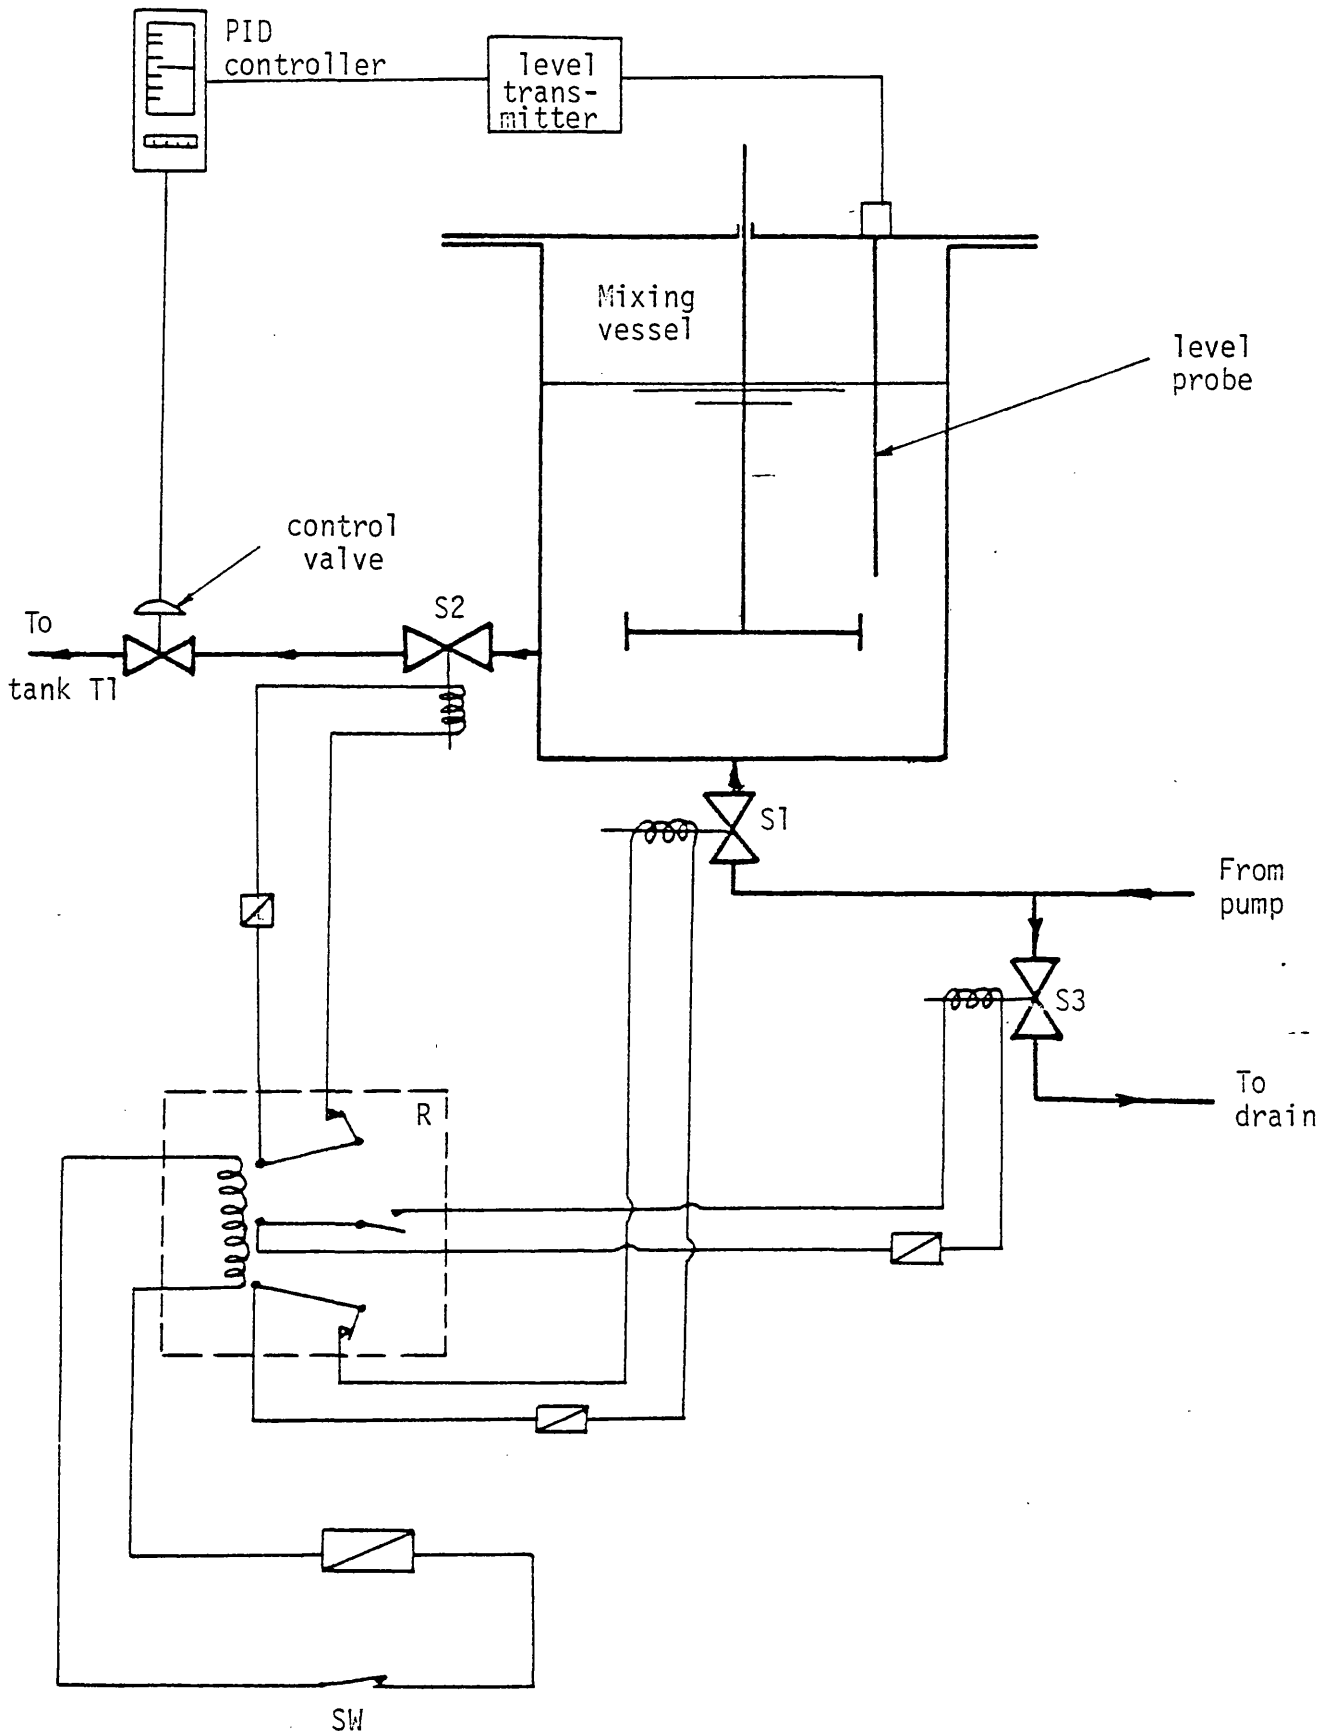 PID
controller
level
trans-
mitter
Mixing
vessel
level
probe
control
valve
To
tank T1
S2
S1
From
pump
S3
To
drain
R
SW